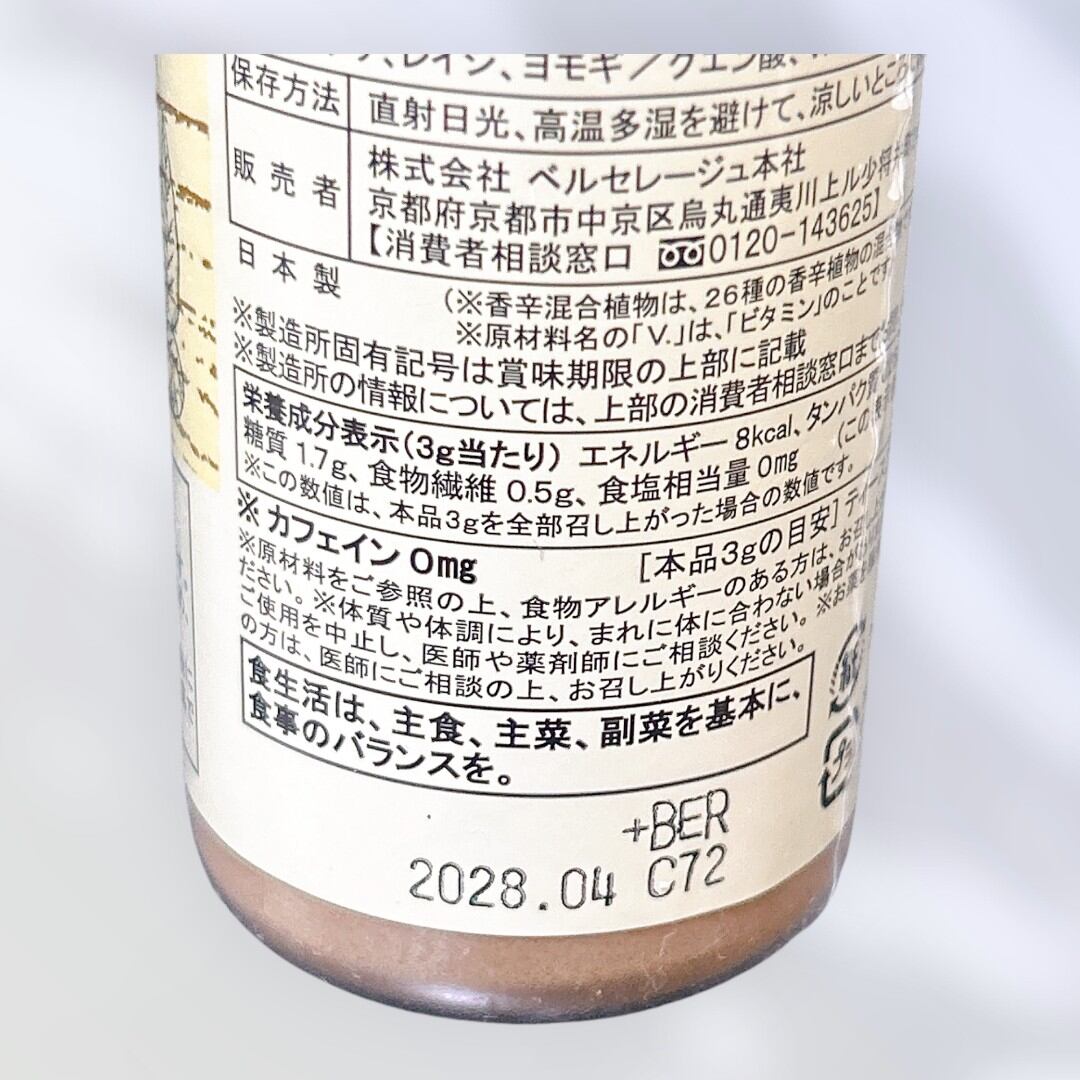 、レイシ、ヨモギ／クエン酸、
保存方法 直射日光、高温多湿を避けて、涼しいところ
販売者 株式会社 ベルセレージュ本社
京都府京都市中京区烏丸通夷川上ル少将井
【消費者相談窓口 0120-143625】
日本製 (※香辛混合植物は、26種の香辛植物の混合
※原材料名の「V.」は、「ビタミン」のことです
※製造所固有記号は賞味期限の上部に記載
※製造所の情報については、上部の消費者相談窓口まで
栄養成分表示(3g当たり) エネルギー 8kcal、タンパク質
糖質 1.7g、食物繊維 0.5g、食塩相当量 0mg (この
※この数値は、本品3gを全部召し上がった場合の数値です。
※カフェイン 0mg [本品3gの目安] ティー
※原材料をご参照の上、食物アレルギーのある方は、お召
ださい。※体質や体調により、まれに体に合わない場合が
ご使用を中止し、医師や薬剤師にご相談ください。※お薬
の方は、医師にご相談の上、お召し上がりください。
食生活は、主食、主菜、副菜を基本に、
食事のバランスを。
紙
プラ
+BER
2028.04 C72